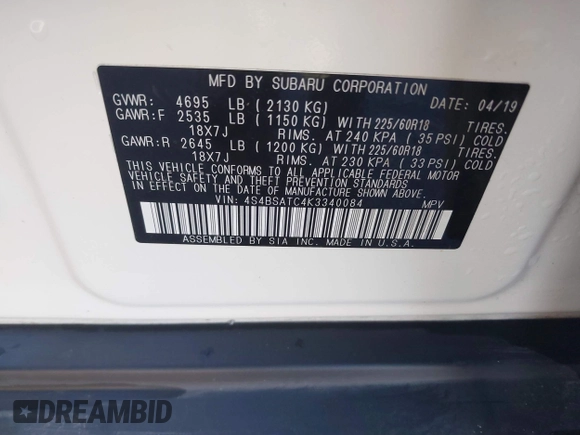 MFD BY SUBARU CORPORATION
GVWR: 4695 LB (2130 KG) DATE: 04/19
GAWR:F 2535 LB (1150 KG) WITH 225/60R18 TIRES.
18X7J RIMS. AT 240 KPA (35 PSI) COLD
GAWR:R 2645 LB (1200 KG) WITH 225/60R18 TIRES.
18X7J RIMS. AT 230 KPA (33 PSI) COLD
THIS VEHICLE CONFORMS TO ALL APPLICABLE FEDERAL MOTOR
VEHICLE SAFETY AND THEFT PREVENTION STANDARDS
IN EFFECT ON THE DATE OF MANUFACTURE SHOWN ABOVE.
VIN: 4S4BSATC4K3340084 MPV
ASSEMBLED BY SIA INC. MADE IN U.S.A.
DREAMBID